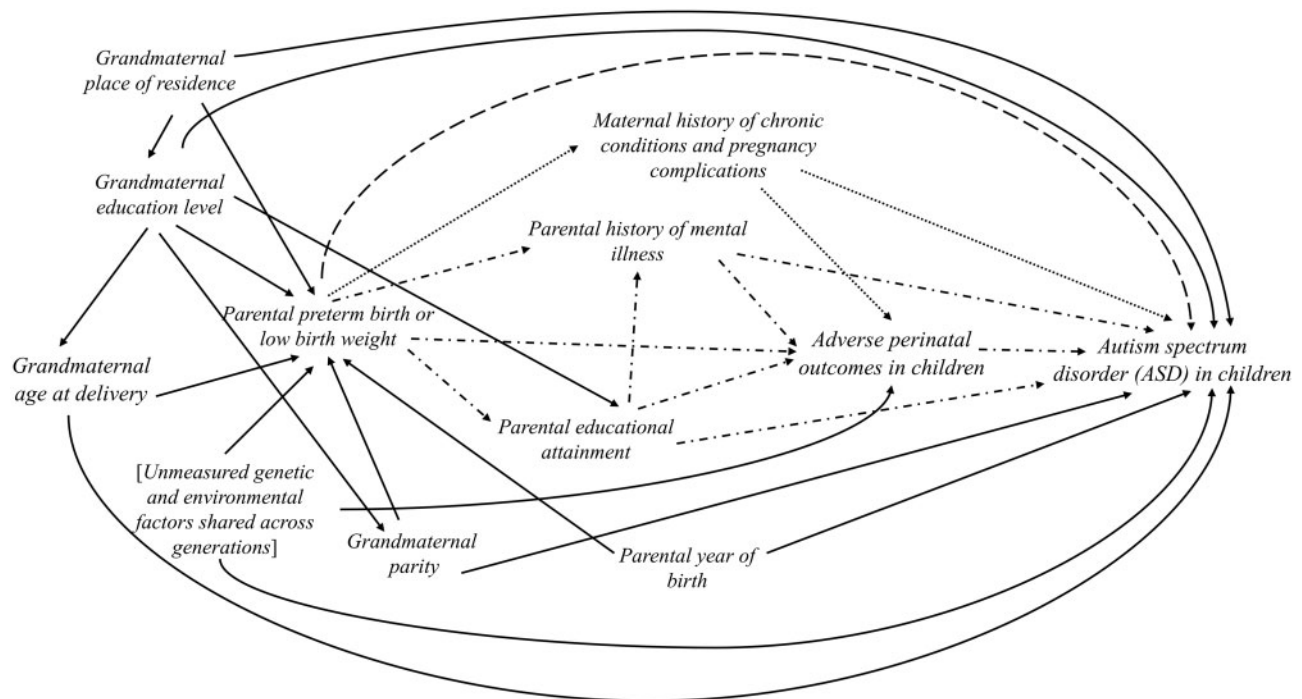 Grandmaternal
place of residence
Maternal history of chronic
conditions and pregnancy
complications
Grandmaternal
education level
Parental history of mental
illness
Parental preterm birth or
low birth weight
Adverse perinatal
outcomes in children
Autism spectrum
disorder (ASD) in children
Grandmaternal
age at delivery
Parental educational
attainment
[Unmeasured genetic
and environmental
factors shared across
generations]
Grandmaternal
parity
Parental year of
birth